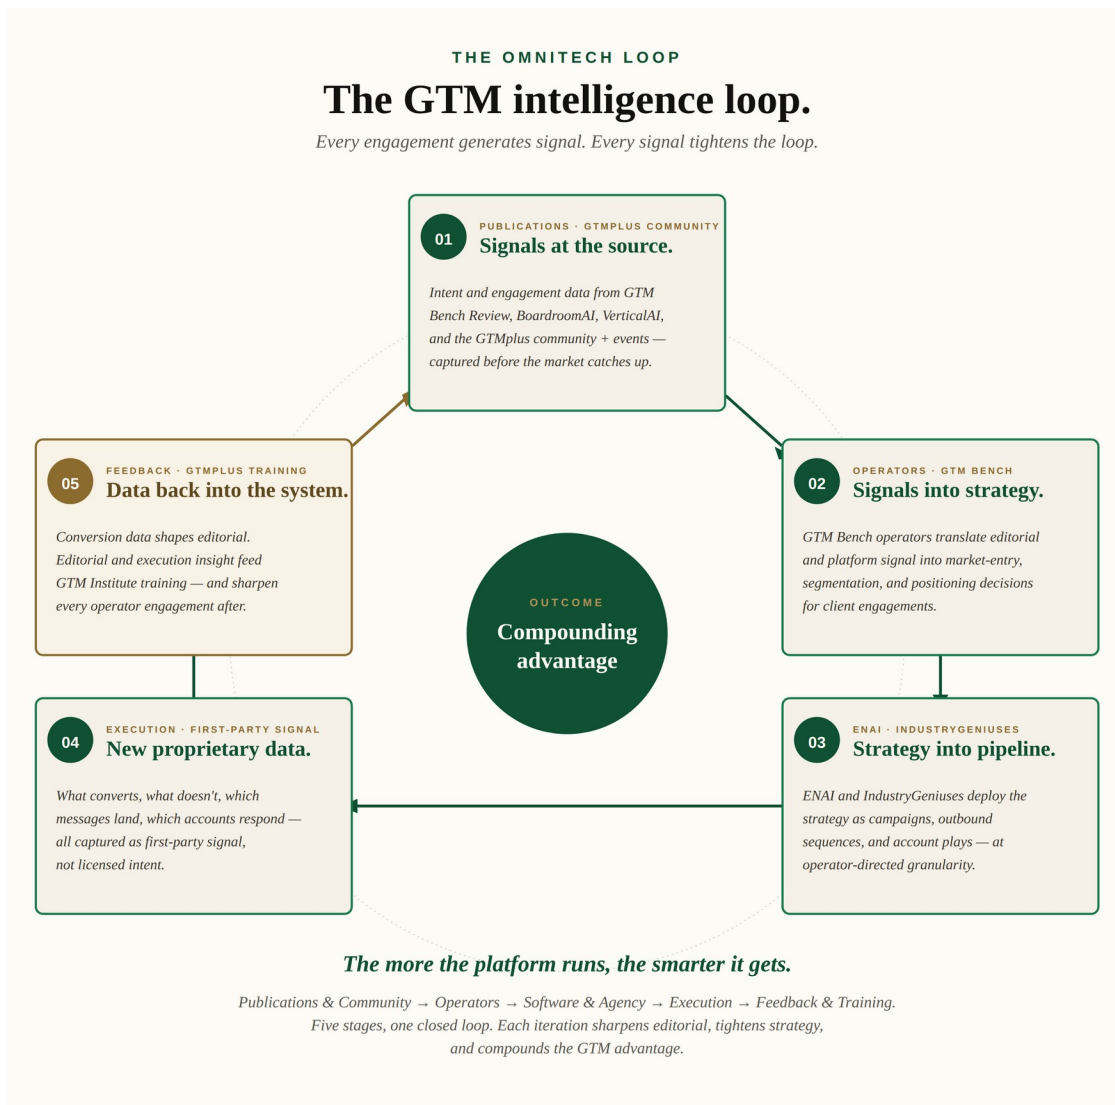 THE OMNITECH LOOP
The GTM intelligence loop.
Every engagement generates signal. Every signal tightens the loop.
01
PUBLICATIONS · GTMPLUS COMMUNITY
Signals at the source.
Intent and engagement data from GTM
Bench Review, BoardroomAI, VerticalAI,
and the GTMplus community + events —
captured before the market catches up.
02
OPERATORS · GTM BENCH
Signals into strategy.
GTM Bench operators translate editorial
and platform signal into market-entry,
segmentation, and positioning decisions
for client engagements.
03
ENAI · INDUSTRYGENIUSES
Strategy into pipeline.
ENAI and IndustryGeniuses deploy the
strategy as campaigns, outbound
sequences, and account plays — at
operator-directed granularity.
04
EXECUTION · FIRST-PARTY SIGNAL
New proprietary data.
What converts, what doesn't, which
messages land, which accounts respond —
all captured as first-party signal,
not licensed intent.
05
FEEDBACK · GTMPLUS TRAINING
Data back into the system.
Conversion data shapes editorial.
Editorial and execution insight feed
GTM Institute training — and sharpen
every operator engagement after.
OUTCOME
Compounding
advantage
The more the platform runs, the smarter it gets.
Publications & Community → Operators → Software & Agency → Execution → Feedback & Training.
Five stages, one closed loop. Each iteration sharpens editorial, tightens strategy,
and compounds the GTM advantage.